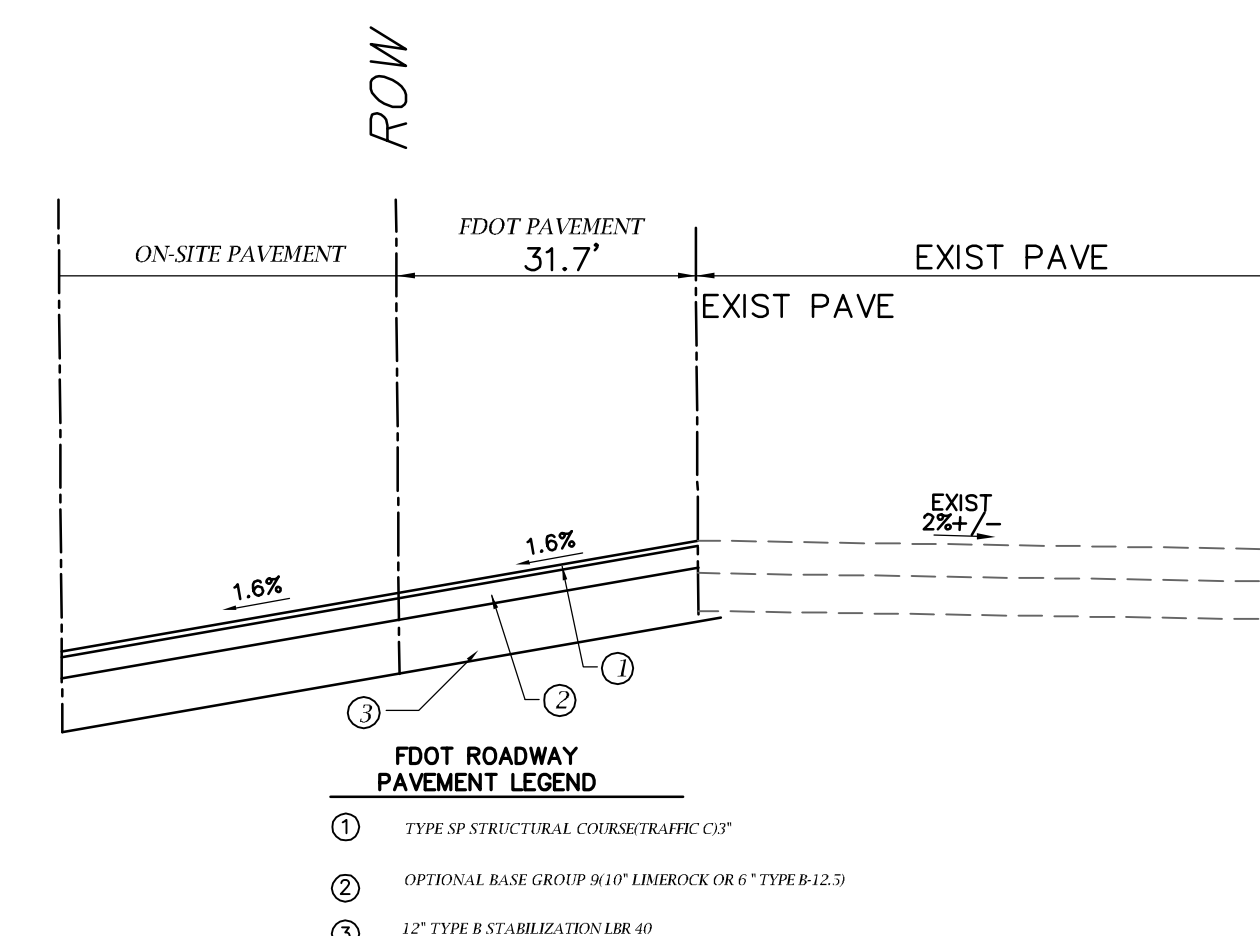 ROW
FDOT PAVEMENT
ON-SITE PAVEMENT
31.7'
EXIST PAVE
EXIST PAVE
EXIST
2%+/-
1.6%
1.6%
1
2
3
FDOT ROADWAY
PAVEMENT LEGEND
1 TYPE SP STRUCTURAL COURSE(TRAFFIC C)3"
2 OPTIONAL BASE GROUP 9(10" LIMEROCK OR 6 " TYPE B-12.5)
3 12" TYPE B STABILIZATION LBR 40